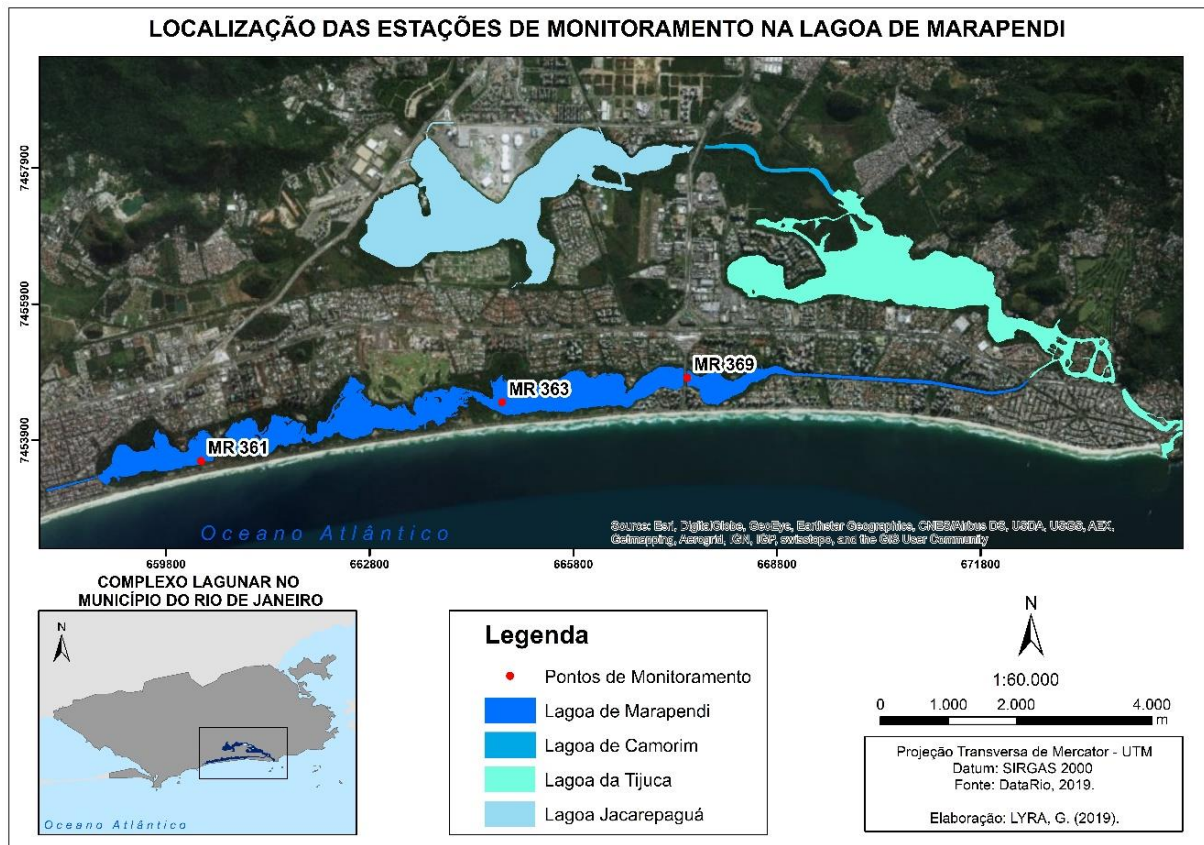 LOCALIZAÇÃO DAS ESTAÇÕES DE MONITORAMENTO NA LAGOA DE MARAPENDI
7457900
7455900
7453900
MR 369
MR 363
MR 361
Oceano Atlântico
Source: Esri, DigitalGlobe, GeoEye, Earthstar Geographics, CNES/Airbus DS, USDA, USGS, AEX,
Getmapping, Aerogrid, IGN, IGP, swisstopo, and the GIS User Community
659800
662800
665800
668800
671800
COMPLEXO LAGUNAR NO
MUNICÍPIO DO RIO DE JANEIRO
N
Oceano Atlântico
Legenda
Pontos de Monitoramento
Lagoa de Marapendi
Lagoa de Camorim
Lagoa da Tijuca
Lagoa Jacarepaguá
N
1:60.000
0 1.000 2.000 4.000
m
Projeção Transversa de Mercator - UTM
Datum: SIRGAS 2000
Fonte: DataRio, 2019.
Elaboração: LYRA, G. (2019).